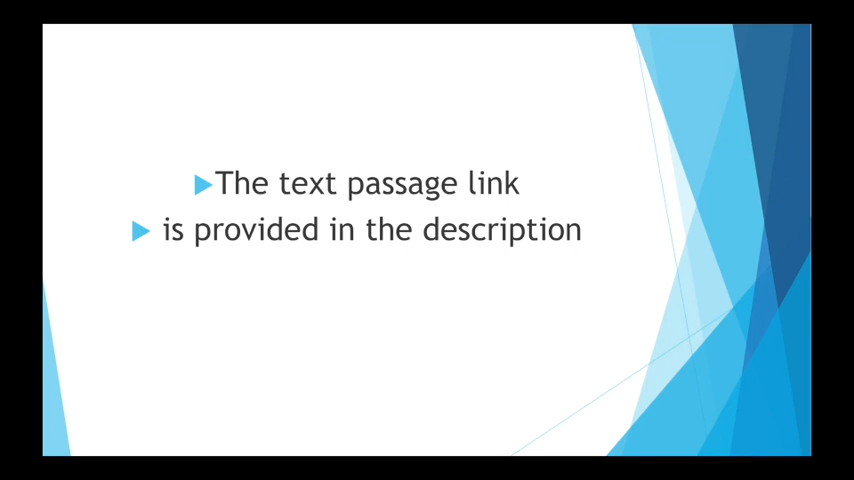 The text passage link
is provided in the description